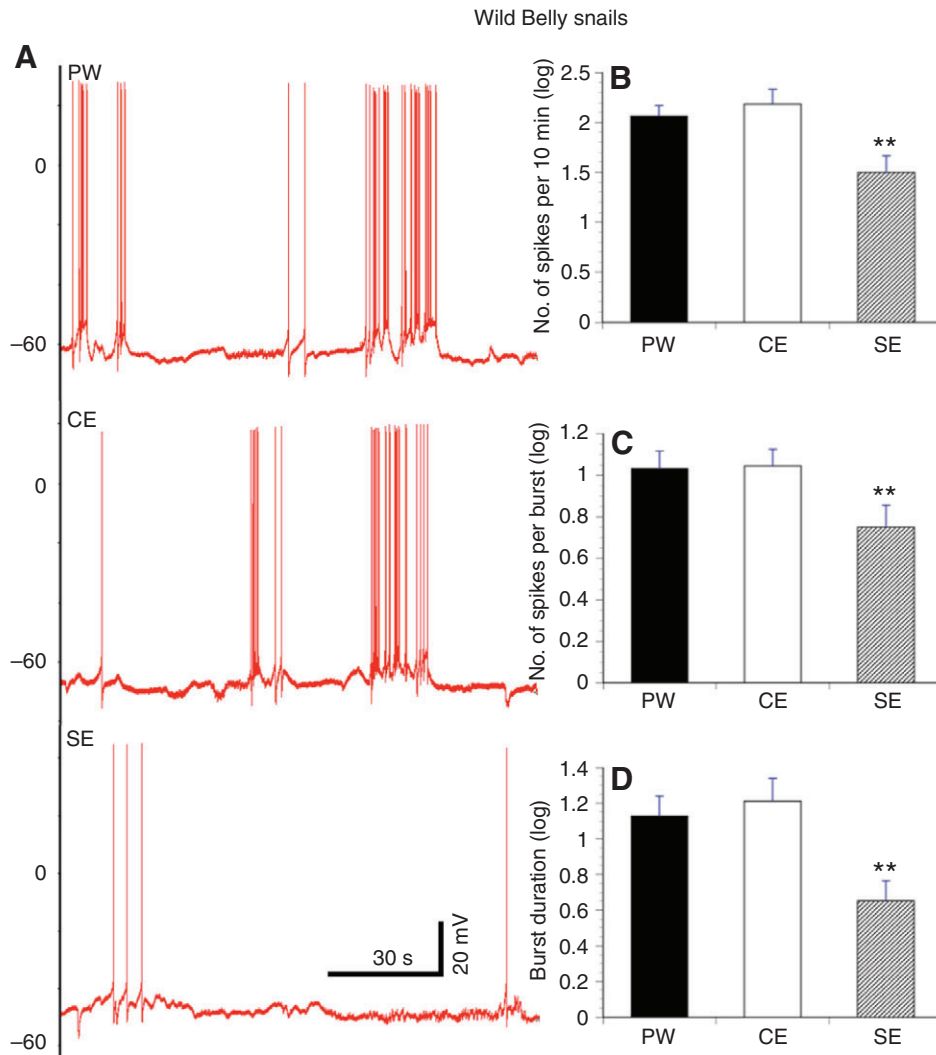 Wild Belly snails
A
PW
0
–60
CE
0
–60
SE
0
–60
30 s
20 mV
B
No. of spikes per 10 min (log)
2.5
2
1.5
1
0.5
0
**
PW CE SE
C
No. of spikes per burst (log)
1.2
1
0.8
0.6
0.4
0.2
0
**
PW CE SE
D
Burst duration (log)
1.4
1.2
1
0.8
0.6
0.4
0.2
0
**
PW CE SE